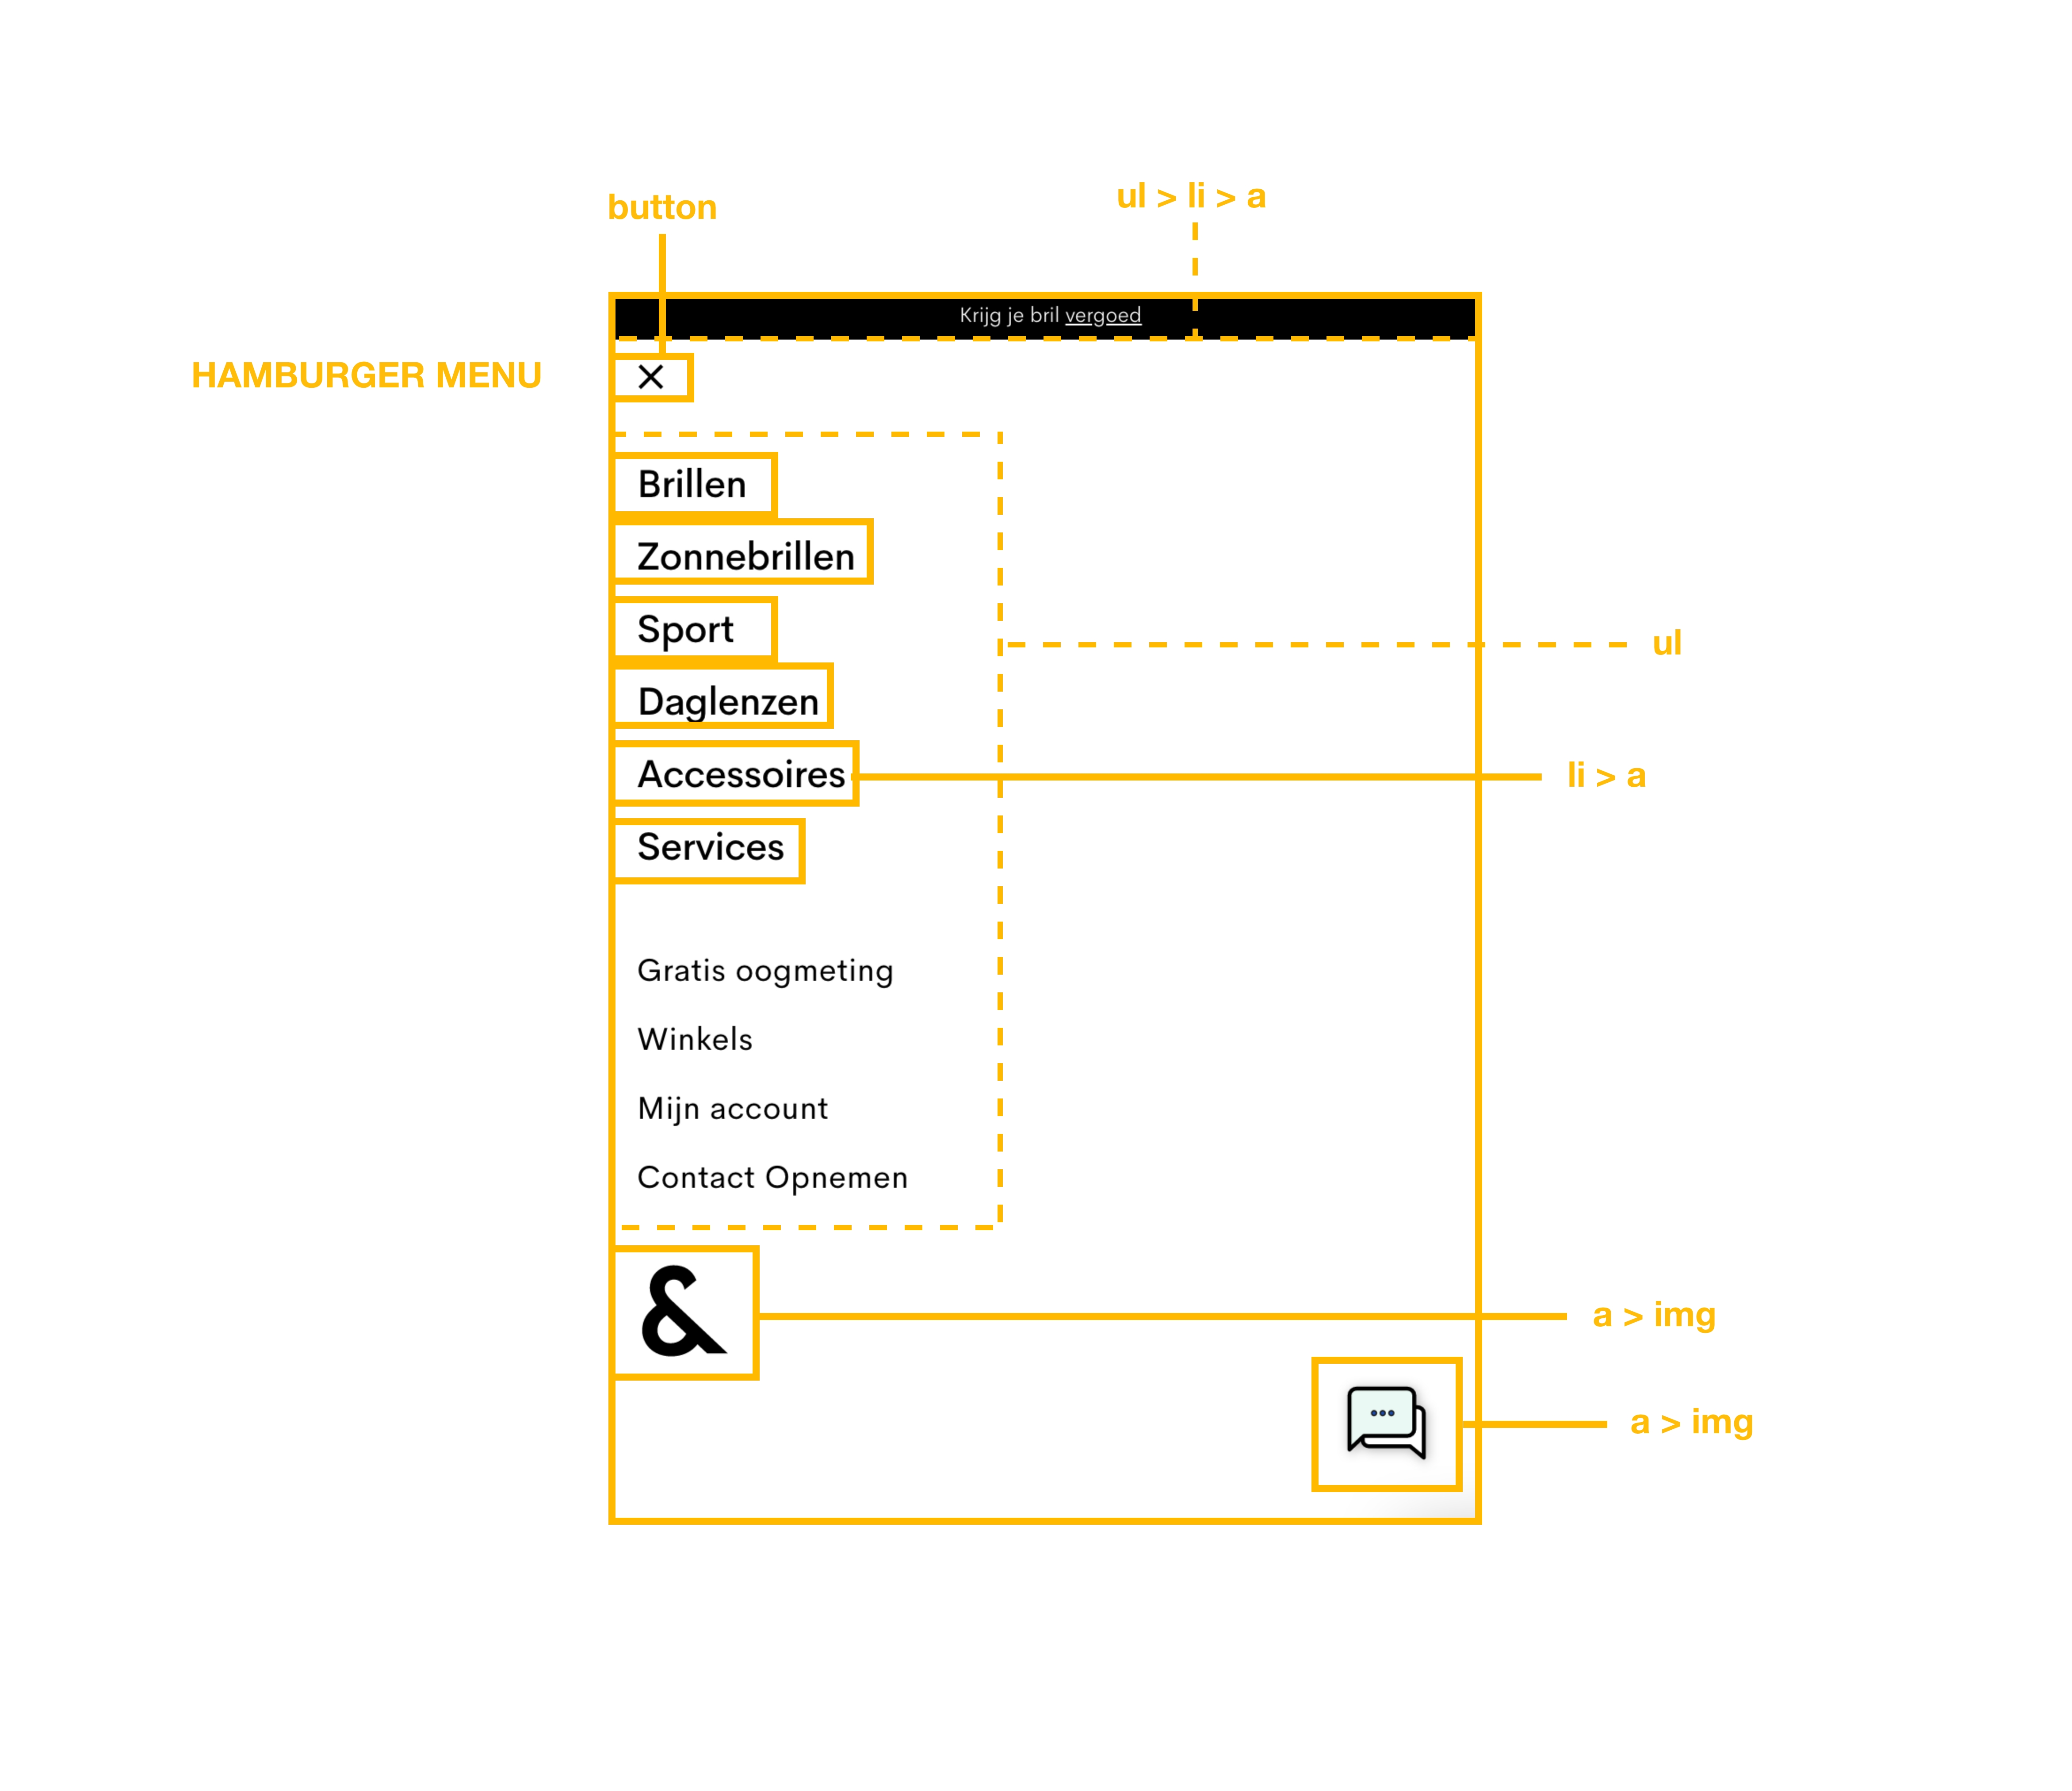 button
ul > li > a
Krijg je bril vergoed
HAMBURGER MENU
Brillen
Zonnebrillen
Sport
ul
Daglenzen
Accessoires
li > a
Services
Gratis oogmeting
Winkels
Mijn account
Contact Opnemen
&
a > img
a > img